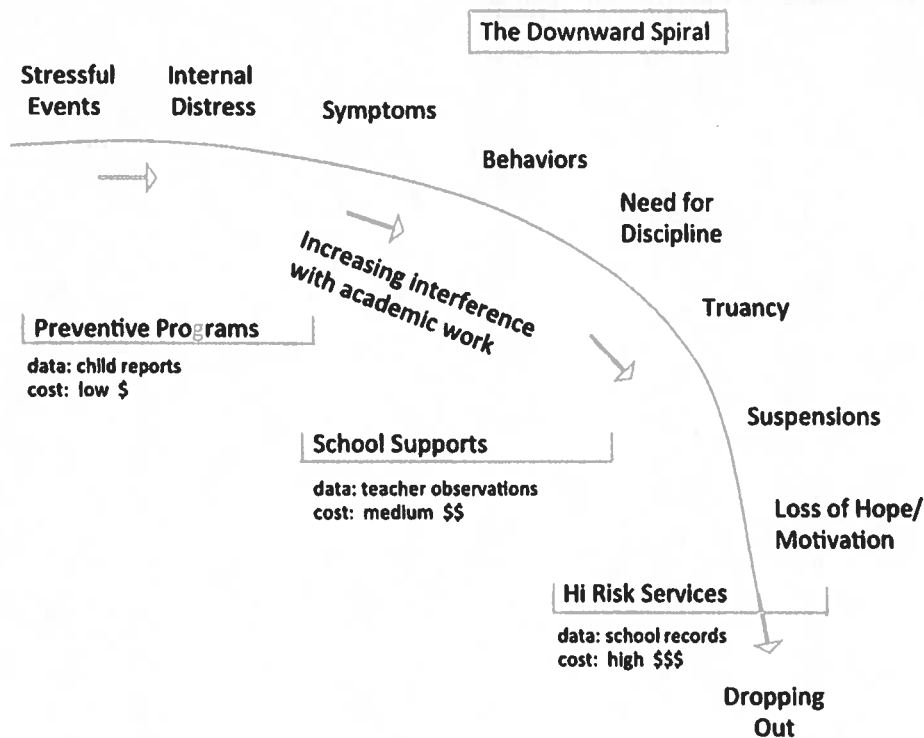 The Downward Spiral
Stressful
Events
Internal
Distress
Symptoms
Behaviors
Need for
Discipline
Truancy
Suspensions
Loss of Hope/
Motivation
Dropping
Out
Increasing interference
with academic work
Preventive Programs
data: child reports
cost: low $
School Supports
data: teacher observations
cost: medium $$
Hi Risk Services
data: school records
cost: high $$$